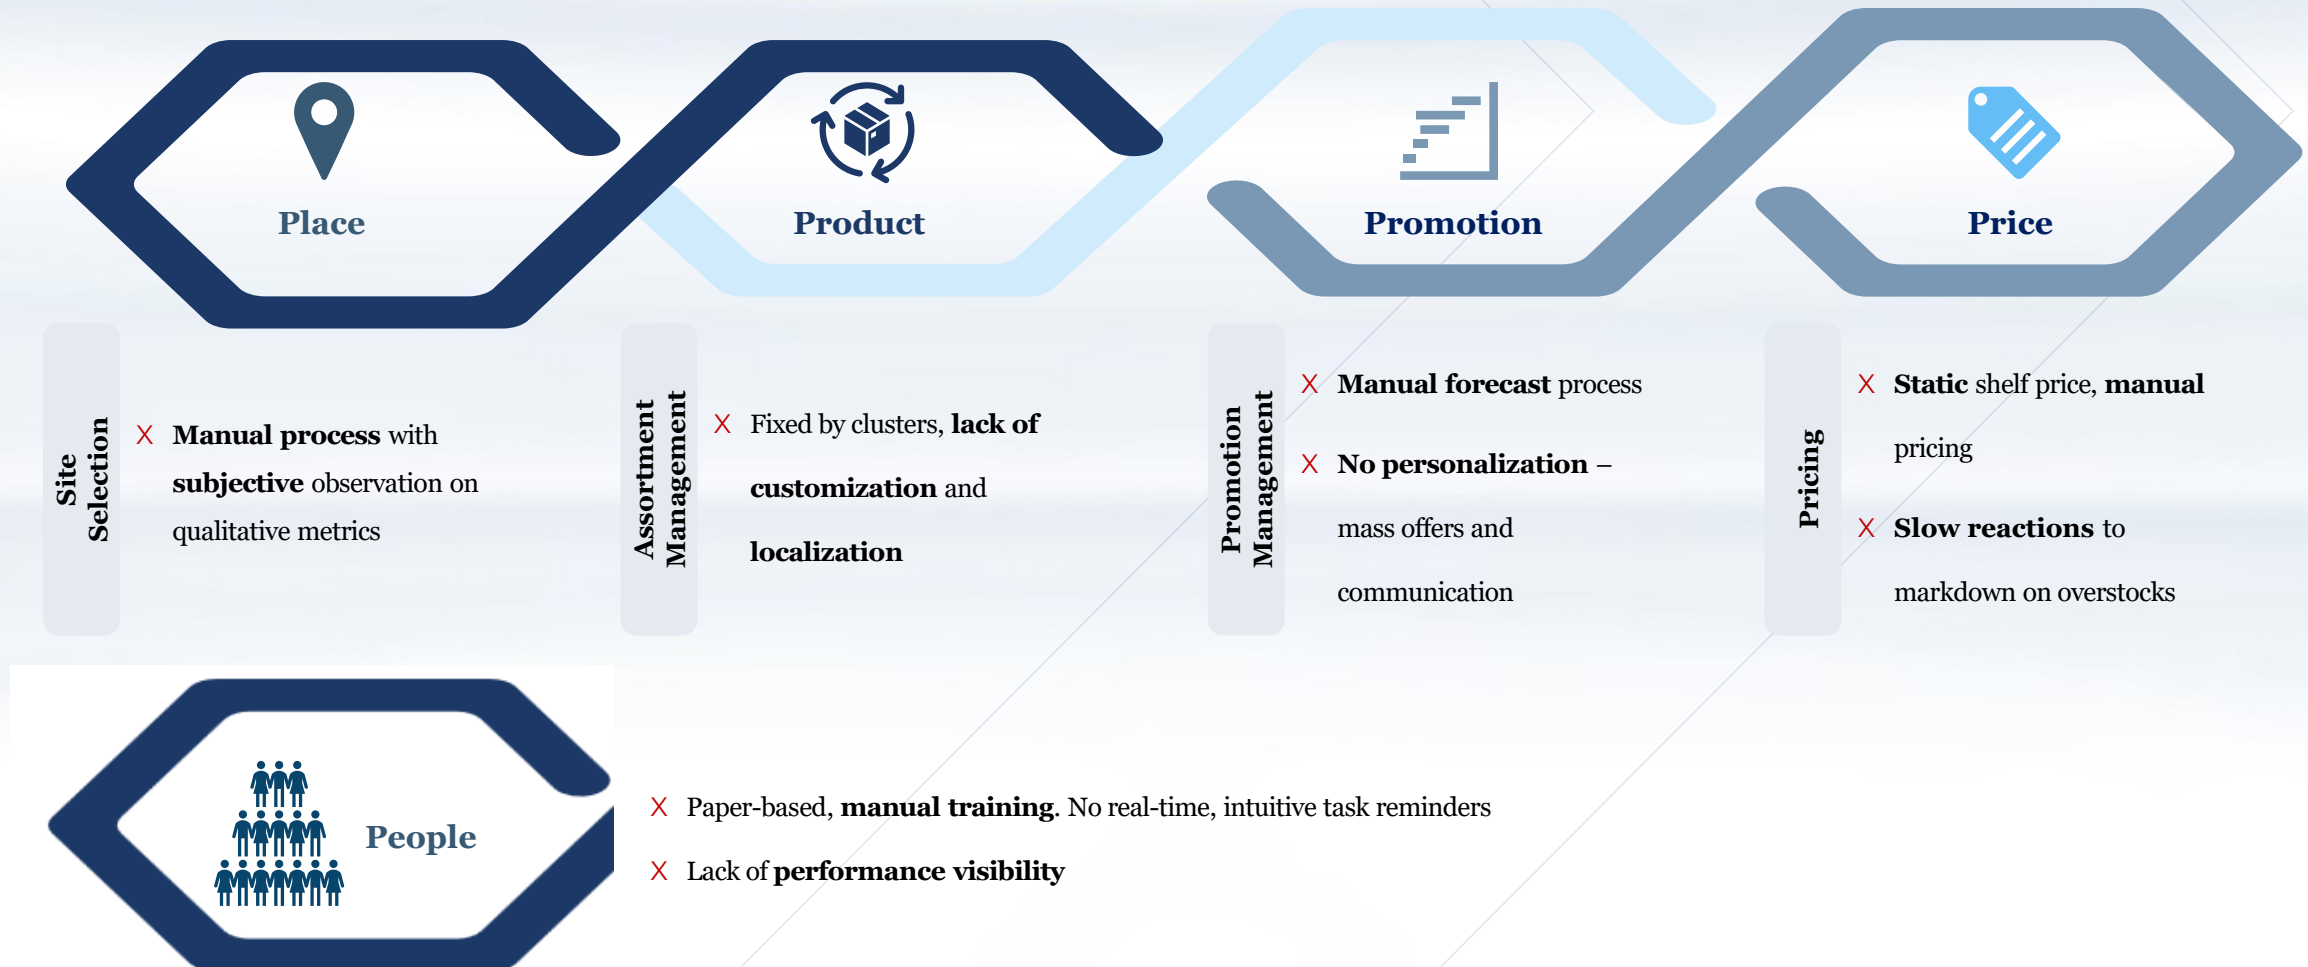 Place
Product
Promotion
Price
Site
Selection
X Manual process with
subjective observation on
qualitative metrics
Assortment
Management
X Fixed by clusters, lack of
customization and
localization
Promotion
Management
X Manual forecast process
X No personalization –
mass offers and
communication
Pricing
X Static shelf price, manual
pricing
X Slow reactions to
markdown on overstocks
People
X Paper-based, manual training. No real-time, intuitive task reminders
X Lack of performance visibility